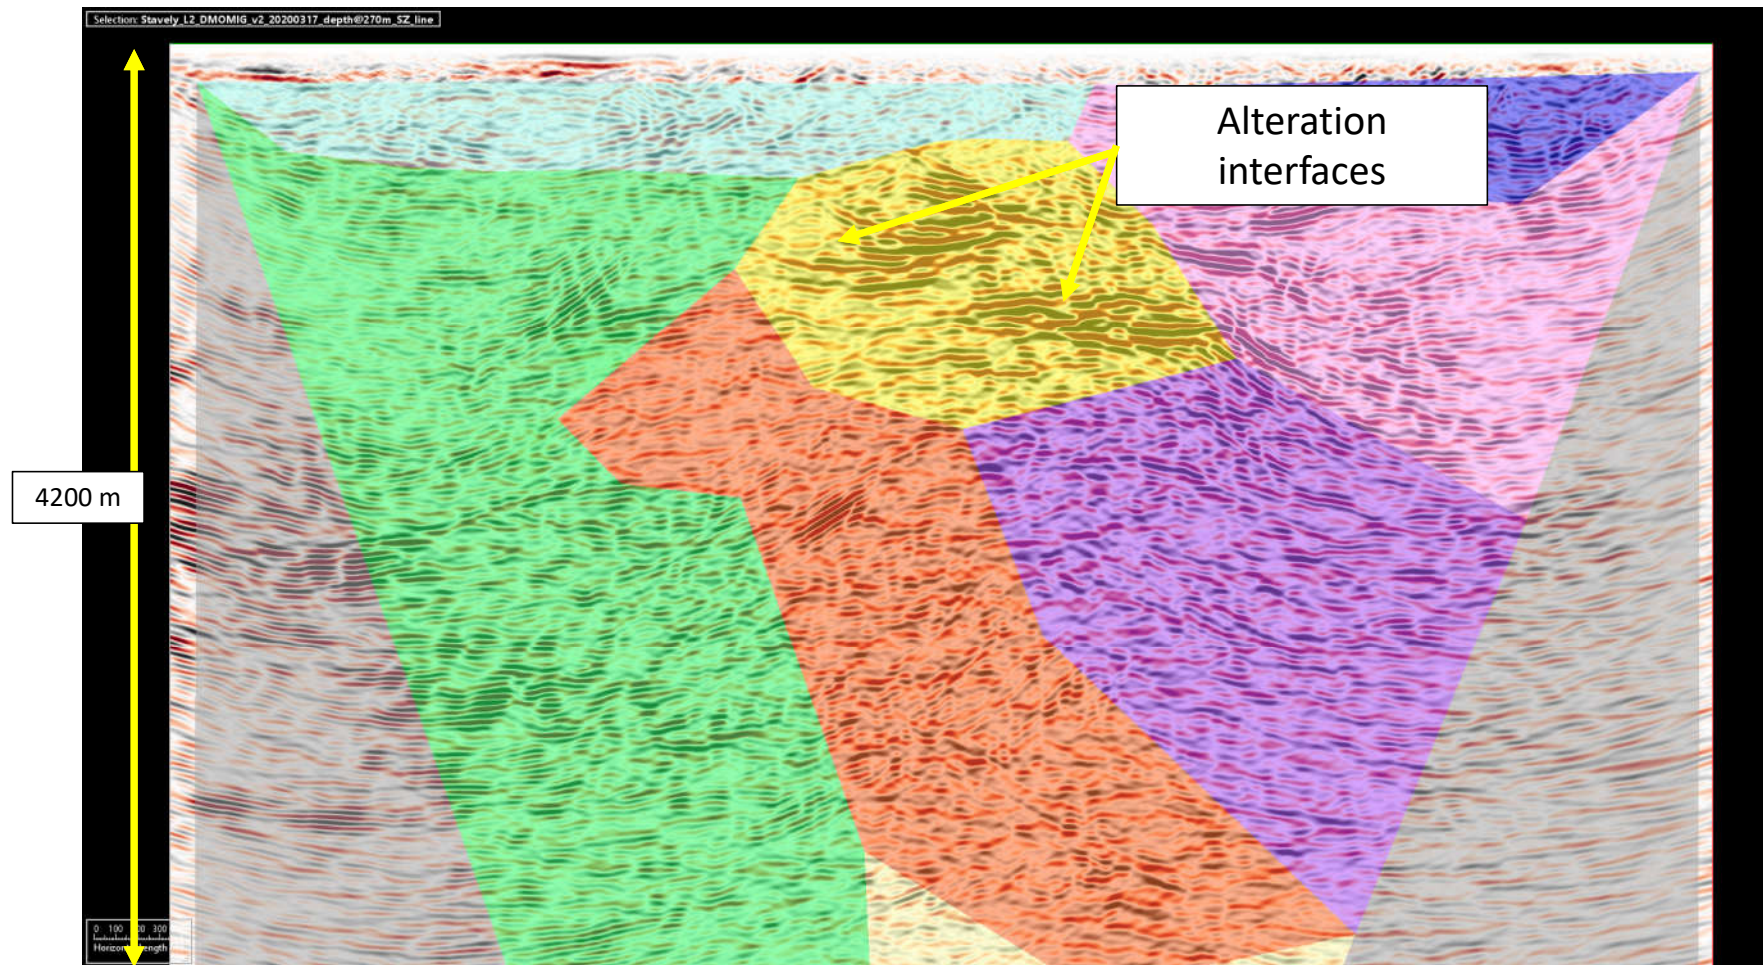 Selection: Stavely_L2_DMOMIG_v2_20200317_depth@270m_SZ_line
Alteration
interfaces
4200 m
0 100 300